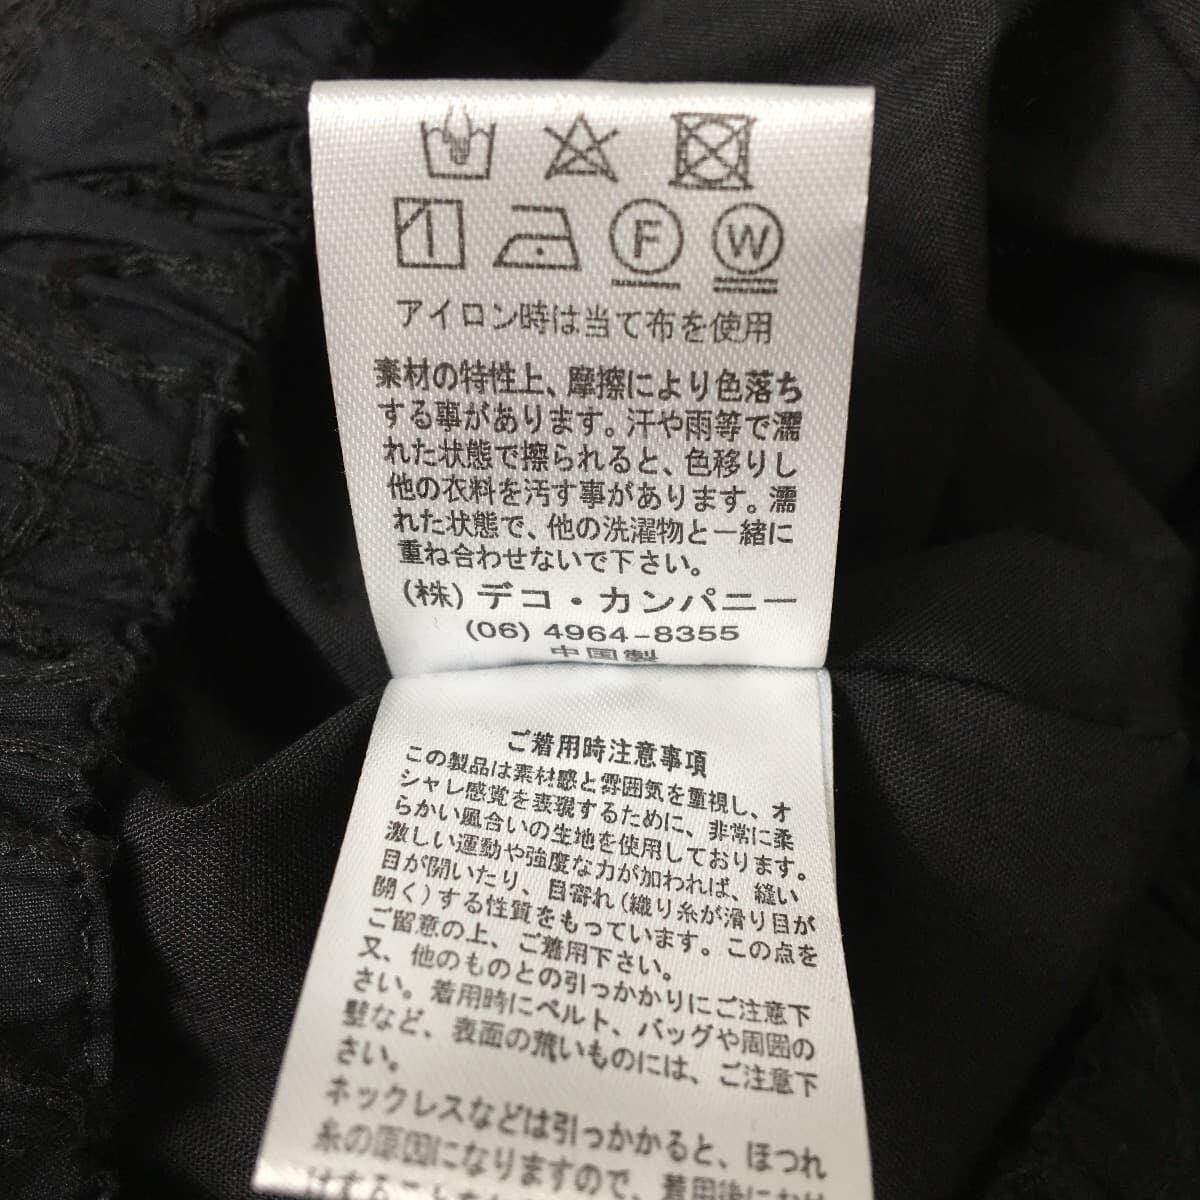 F W
アイロン時は当て布を使用
素材の特性上、摩擦により色落ち
する事があります。汗や雨等で濡
れた状態で擦られると、色移りし
他の衣料を汚す事があります。濡
れた状態で、他の洗濯物と一緒に
重ね合わせないで下さい。
(株) デコ・カンパニー
(06) 4964-8355
中国製
ご着用時注意事項
この製品は素材感と雰囲気を重視し、オ
シャレ感覚を表現するために、非常に柔
らかい風合いの生地を使用しております。
激しい運動や強度な力が加われば、縫い
目が開いたり、目寄れ(織り糸が滑り目が
開く)する性質をもっています。この点を
ご留意の上、ご着用下さい。
又、他のものとの引っかかりにご注意下
さい。着用時にベルト、バッグや周囲の
壁など、表面の荒いものには、ご注意下
さい。
ネックレスなどは引っかかると、ほつれ
糸の原因になりますので、着用後にお